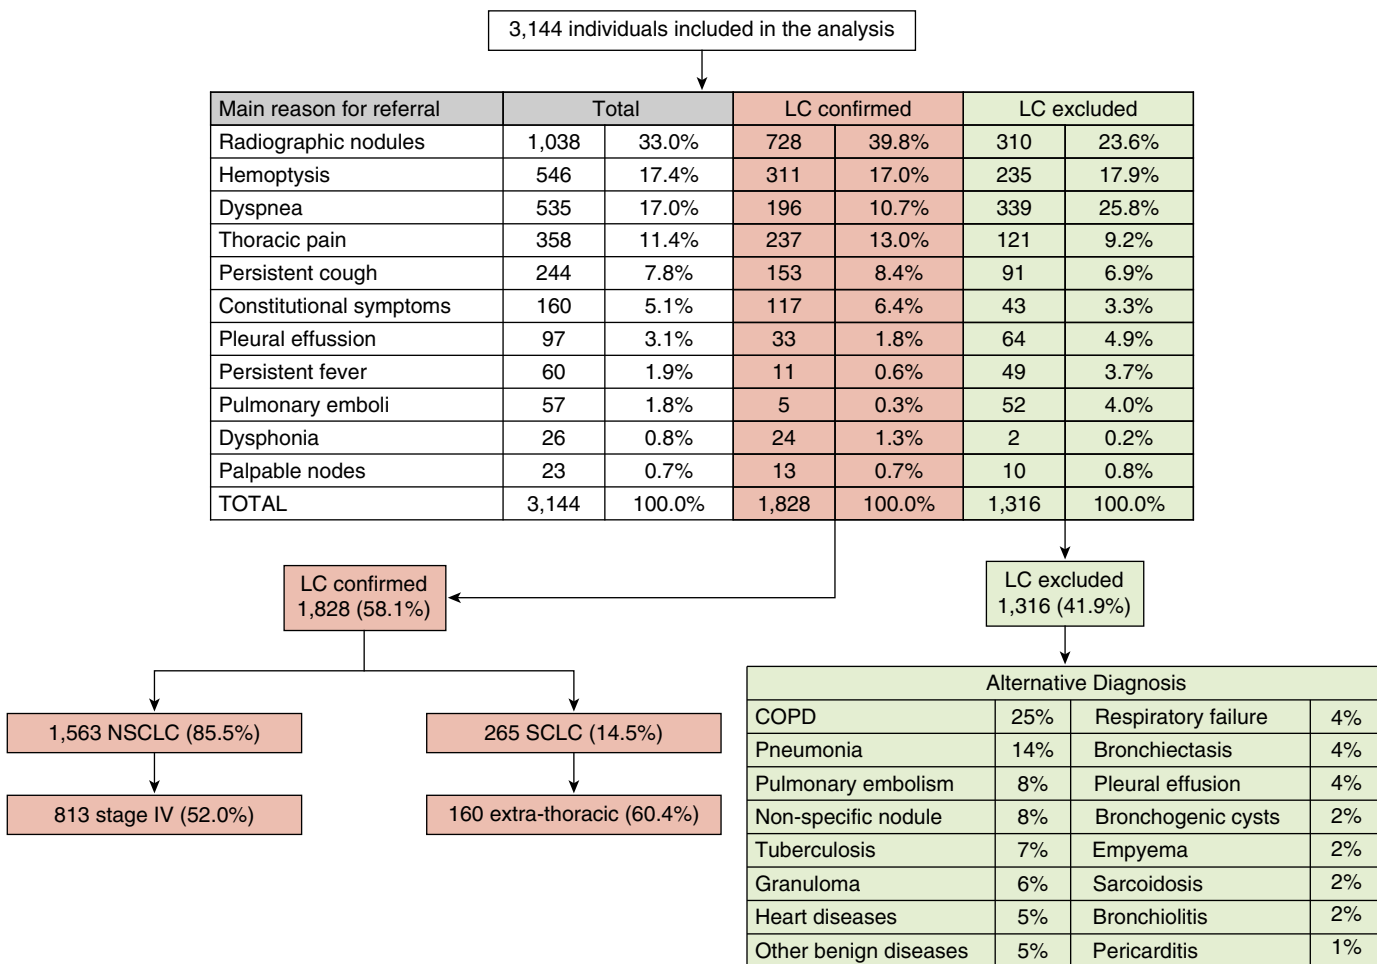 3,144 individuals included in the analysis
Main reason for referral Total LC confirmed LC excluded
Radiographic nodules 1,038 33.0% 728 39.8% 310 23.6%
Hemoptysis 546 17.4% 311 17.0% 235 17.9%
Dyspnea 535 17.0% 196 10.7% 339 25.8%
Thoracic pain 358 11.4% 237 13.0% 121 9.2%
Persistent cough 244 7.8% 153 8.4% 91 6.9%
Constitutional symptoms 160 5.1% 117 6.4% 43 3.3%
Pleural effussion 97 3.1% 33 1.8% 64 4.9%
Persistent fever 60 1.9% 11 0.6% 49 3.7%
Pulmonary emboli 57 1.8% 5 0.3% 52 4.0%
Dysphonia 26 0.8% 24 1.3% 2 0.2%
Palpable nodes 23 0.7% 13 0.7% 10 0.8%
TOTAL 3,144 100.0% 1,828 100.0% 1,316 100.0%
LC confirmed
1,828 (58.1%)
LC excluded
1,316 (41.9%)
1,563 NSCLC (85.5%)
265 SCLC (14.5%)
813 stage IV (52.0%)
160 extra-thoracic (60.4%)
Alternative Diagnosis
COPD 25% Respiratory failure 4%
Pneumonia 14% Bronchiectasis 4%
Pulmonary embolism 8% Pleural effusion 4%
Non-specific nodule 8% Bronchogenic cysts 2%
Tuberculosis 7% Empyema 2%
Granuloma 6% Sarcoidosis 2%
Heart diseases 5% Bronchiolitis 2%
Other benign diseases 5% Pericarditis 1%